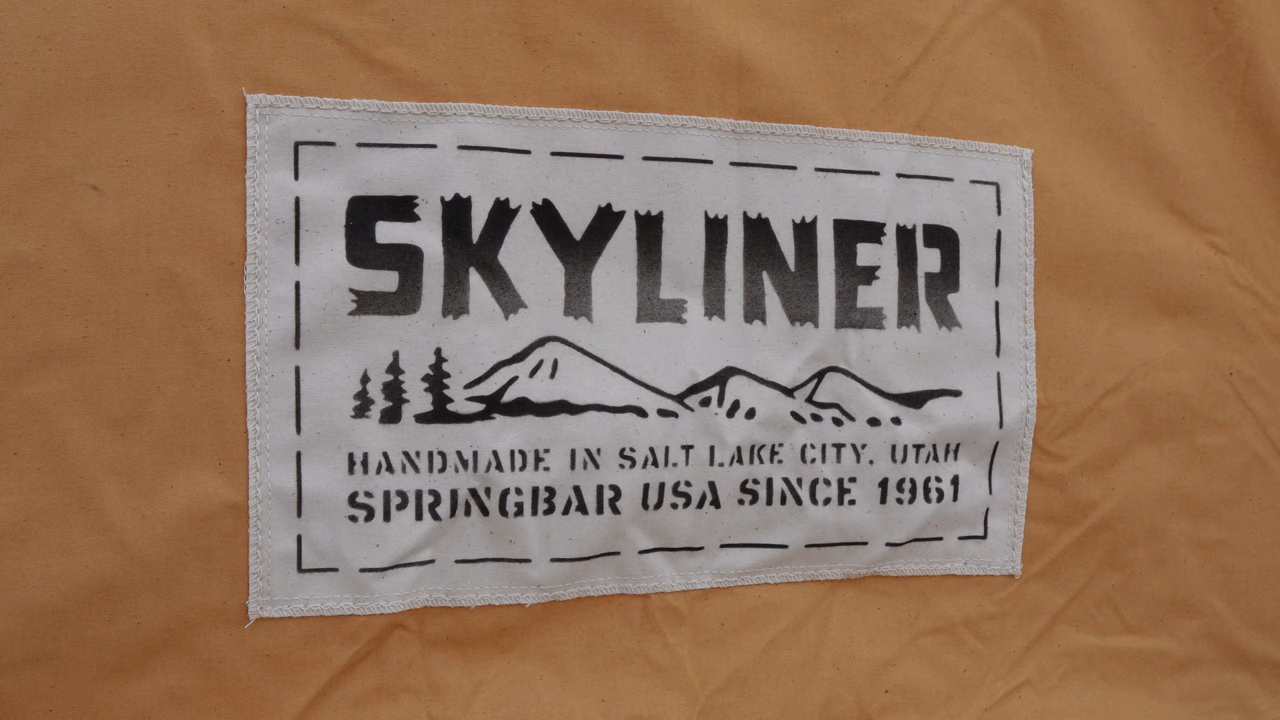 SKYLINER
HANDMADE IN SALT LAKE CITY, UTAH
SPRINGBAR USA SINCE 1961